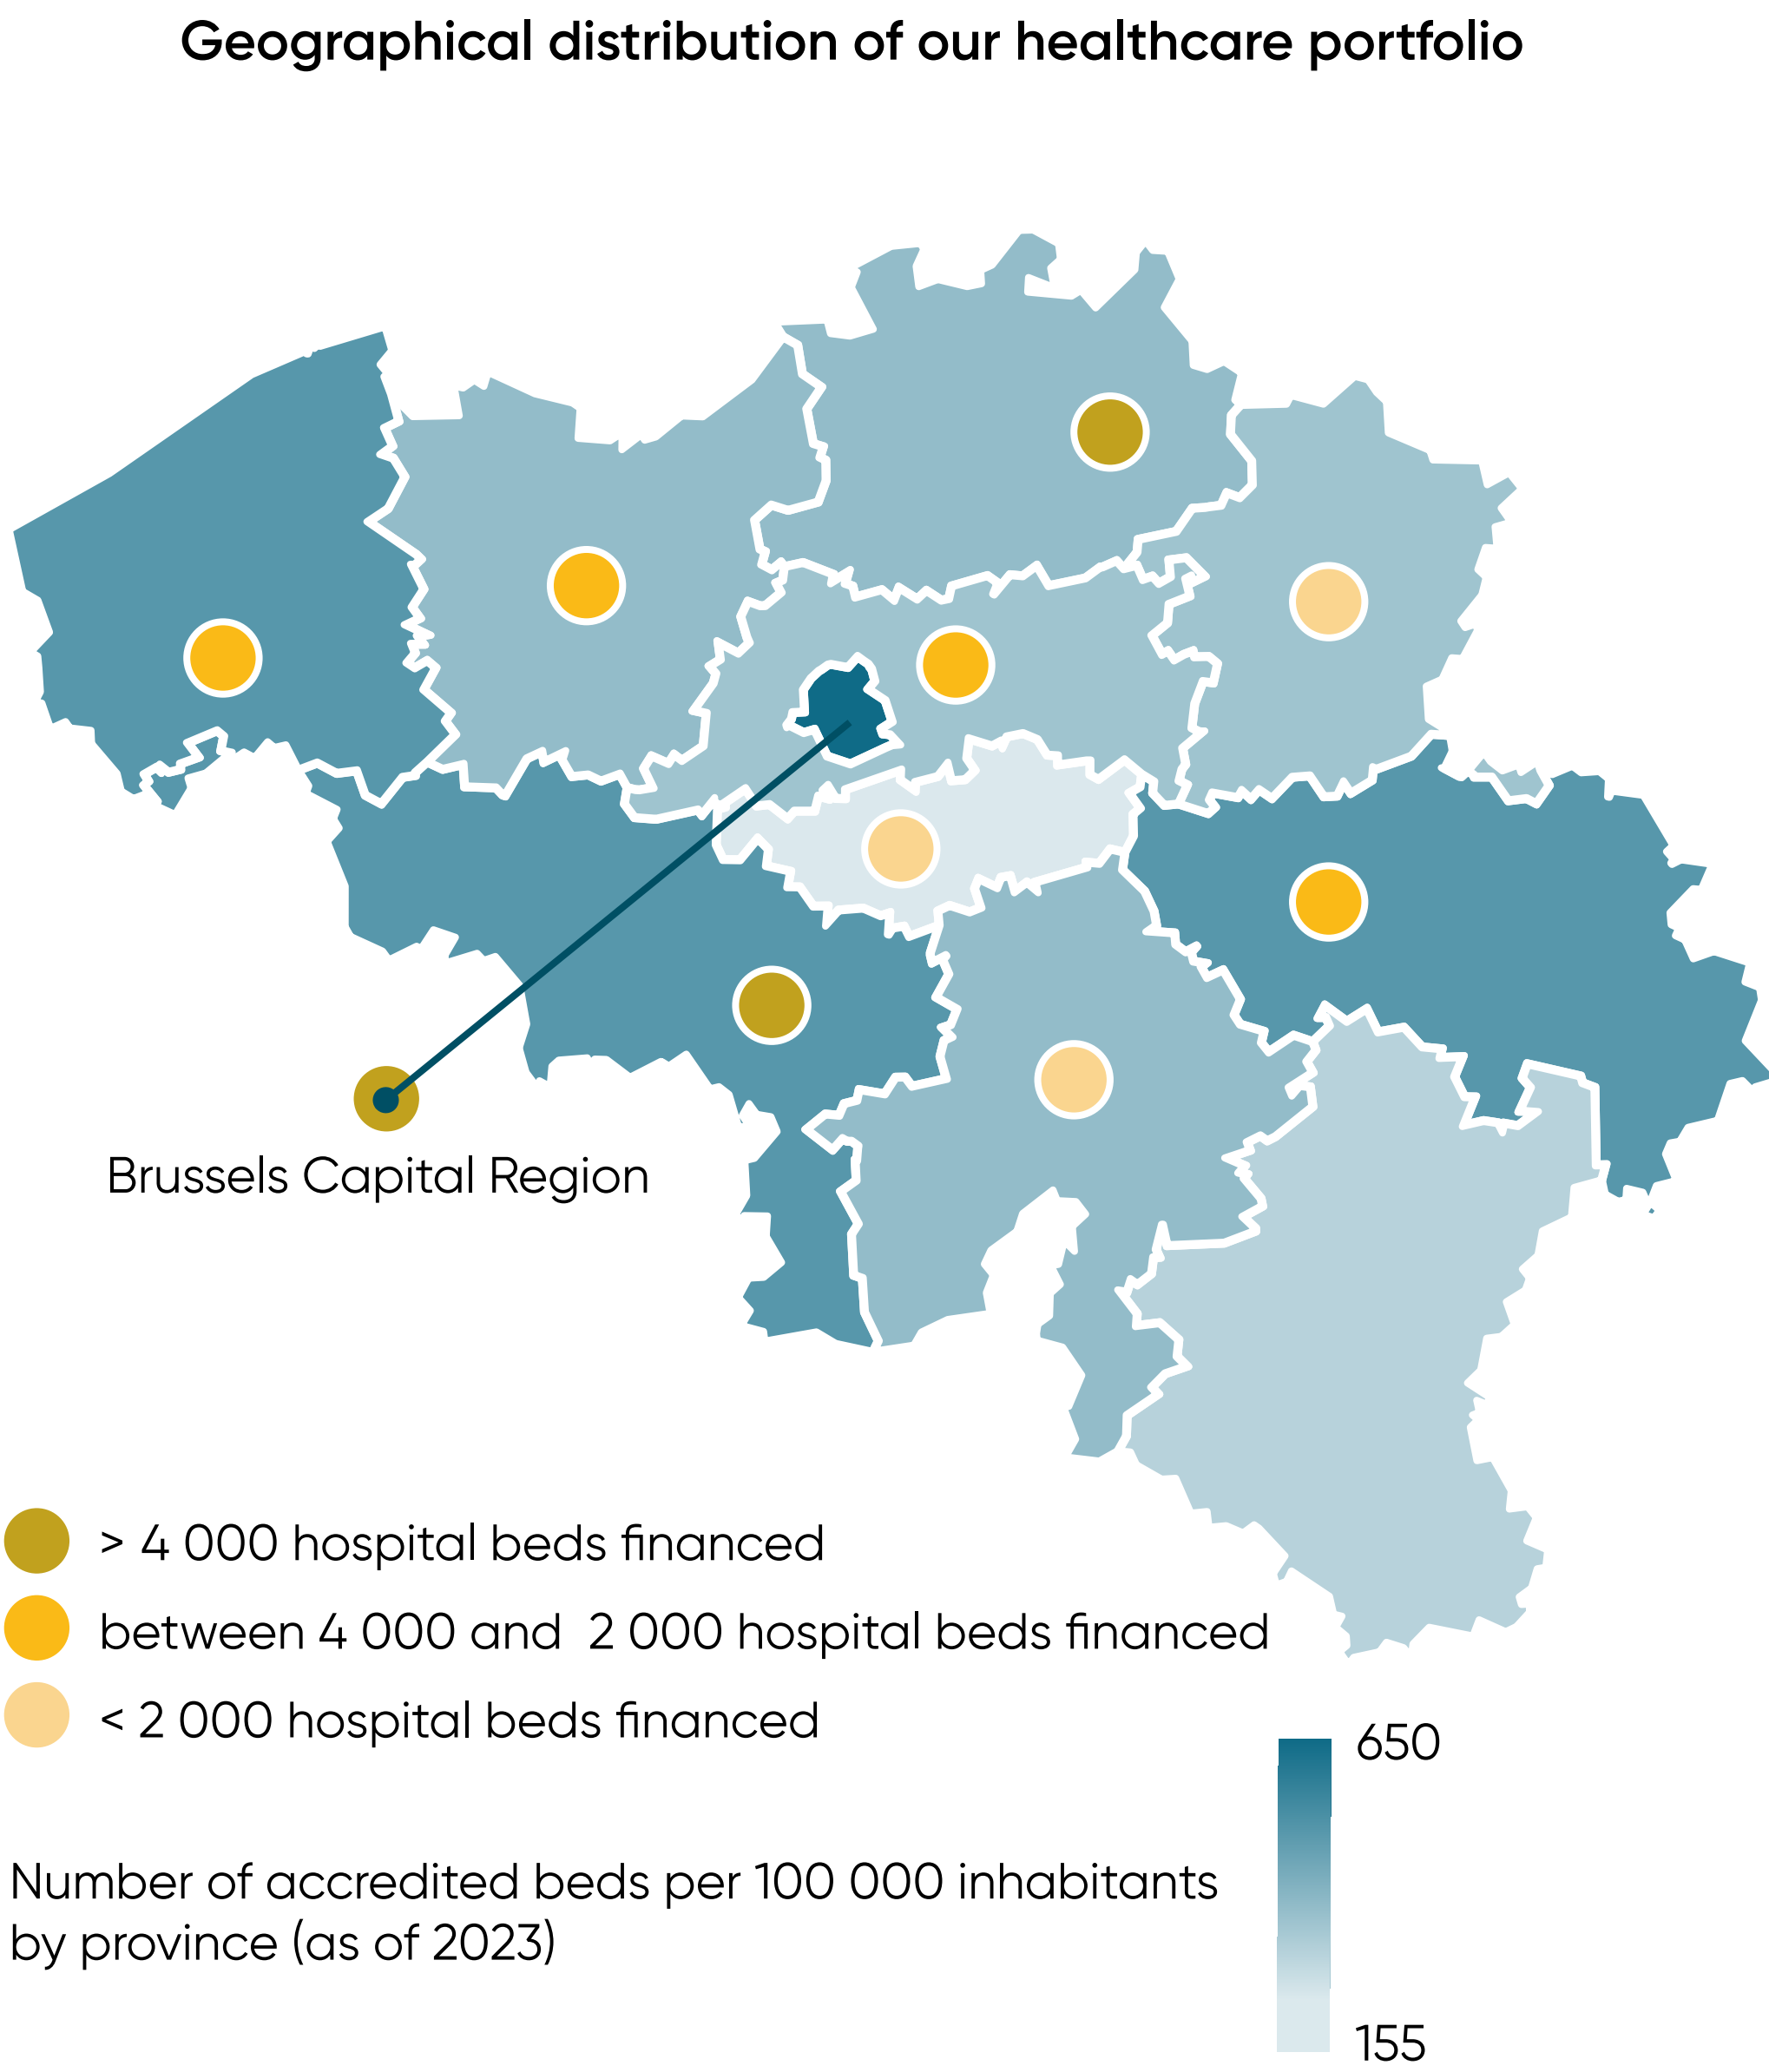 Geographical distribution of our healthcare portfolio
Brussels Capital Region
> 4 000 hospital beds financed
between 4 000 and  2 000 hospital beds financed
< 2 000 hospital beds financed
650
Number of accredited beds per 100 000 inhabitants
by province (as of 2023)
155